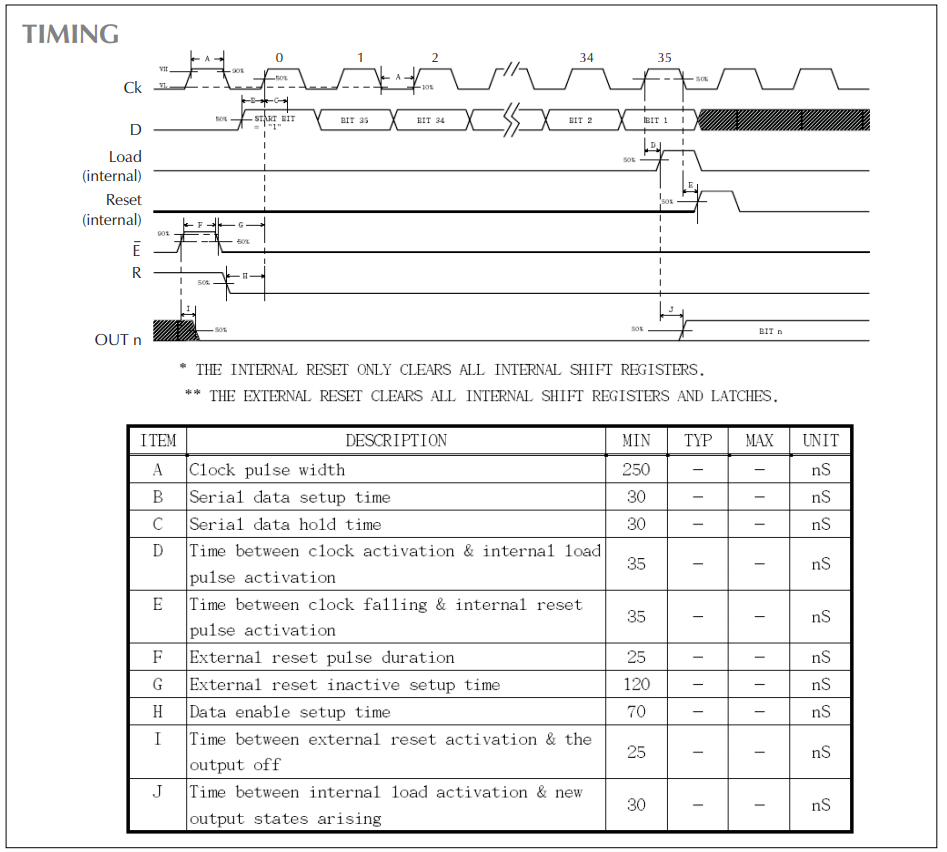 TIMING
0 1 2 34 35
A
VH
90%
50%
A
50%
Ck
VL
10%
E C
50% START BIT BIT 35 BIT 34 BIT 2 BIT 1
= "1"
D
Load
(internal)
D
50%
Reset
(internal)
E
50%
F G
90%
50%
E̅
R
H
50%
I
J
50%
50%
OUT n
BIT n
* THE INTERNAL RESET ONLY CLEARS ALL INTERNAL SHIFT REGISTERS.
** THE EXTERNAL RESET CLEARS ALL INTERNAL SHIFT REGISTERS AND LATCHES.
ITEM DESCRIPTION MIN TYP MAX UNIT
A Clock pulse width 250 — — nS
B Serial data setup time 30 — — nS
C Serial data hold time 30 — — nS
D Time between clock activation & internal load
pulse activation 35 — — nS
E Time between clock falling & internal reset
pulse activation 35 — — nS
F External reset pulse duration 25 — — nS
G External reset inactive setup time 120 — — nS
H Data enable setup time 70 — — nS
I Time between external reset activation & the
output off 25 — — nS
J Time between internal load activation & new
output states arising 30 — — nS